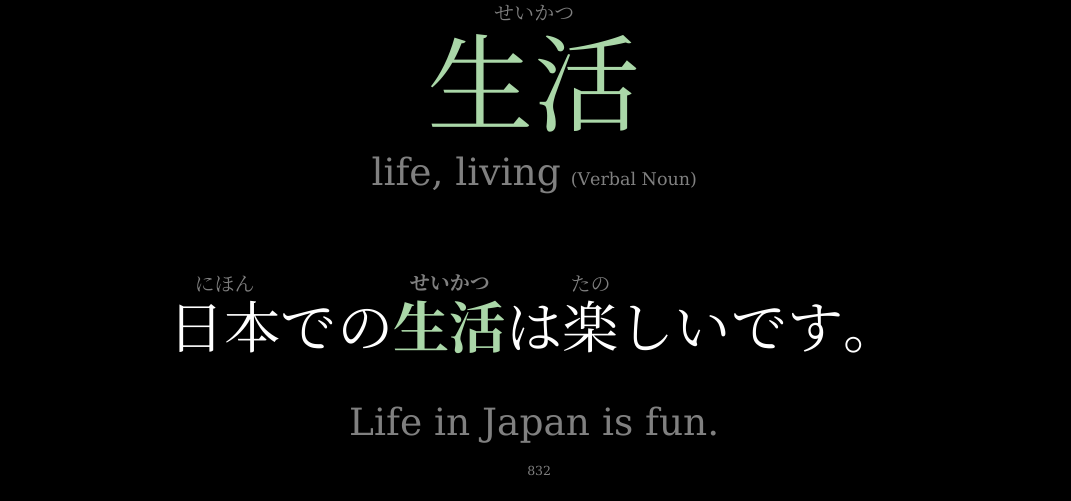 せいかつ
生活
life, living (Verbal Noun)
にほん せいかつ たの
日本での生活は楽しいです。
Life in Japan is fun.
832